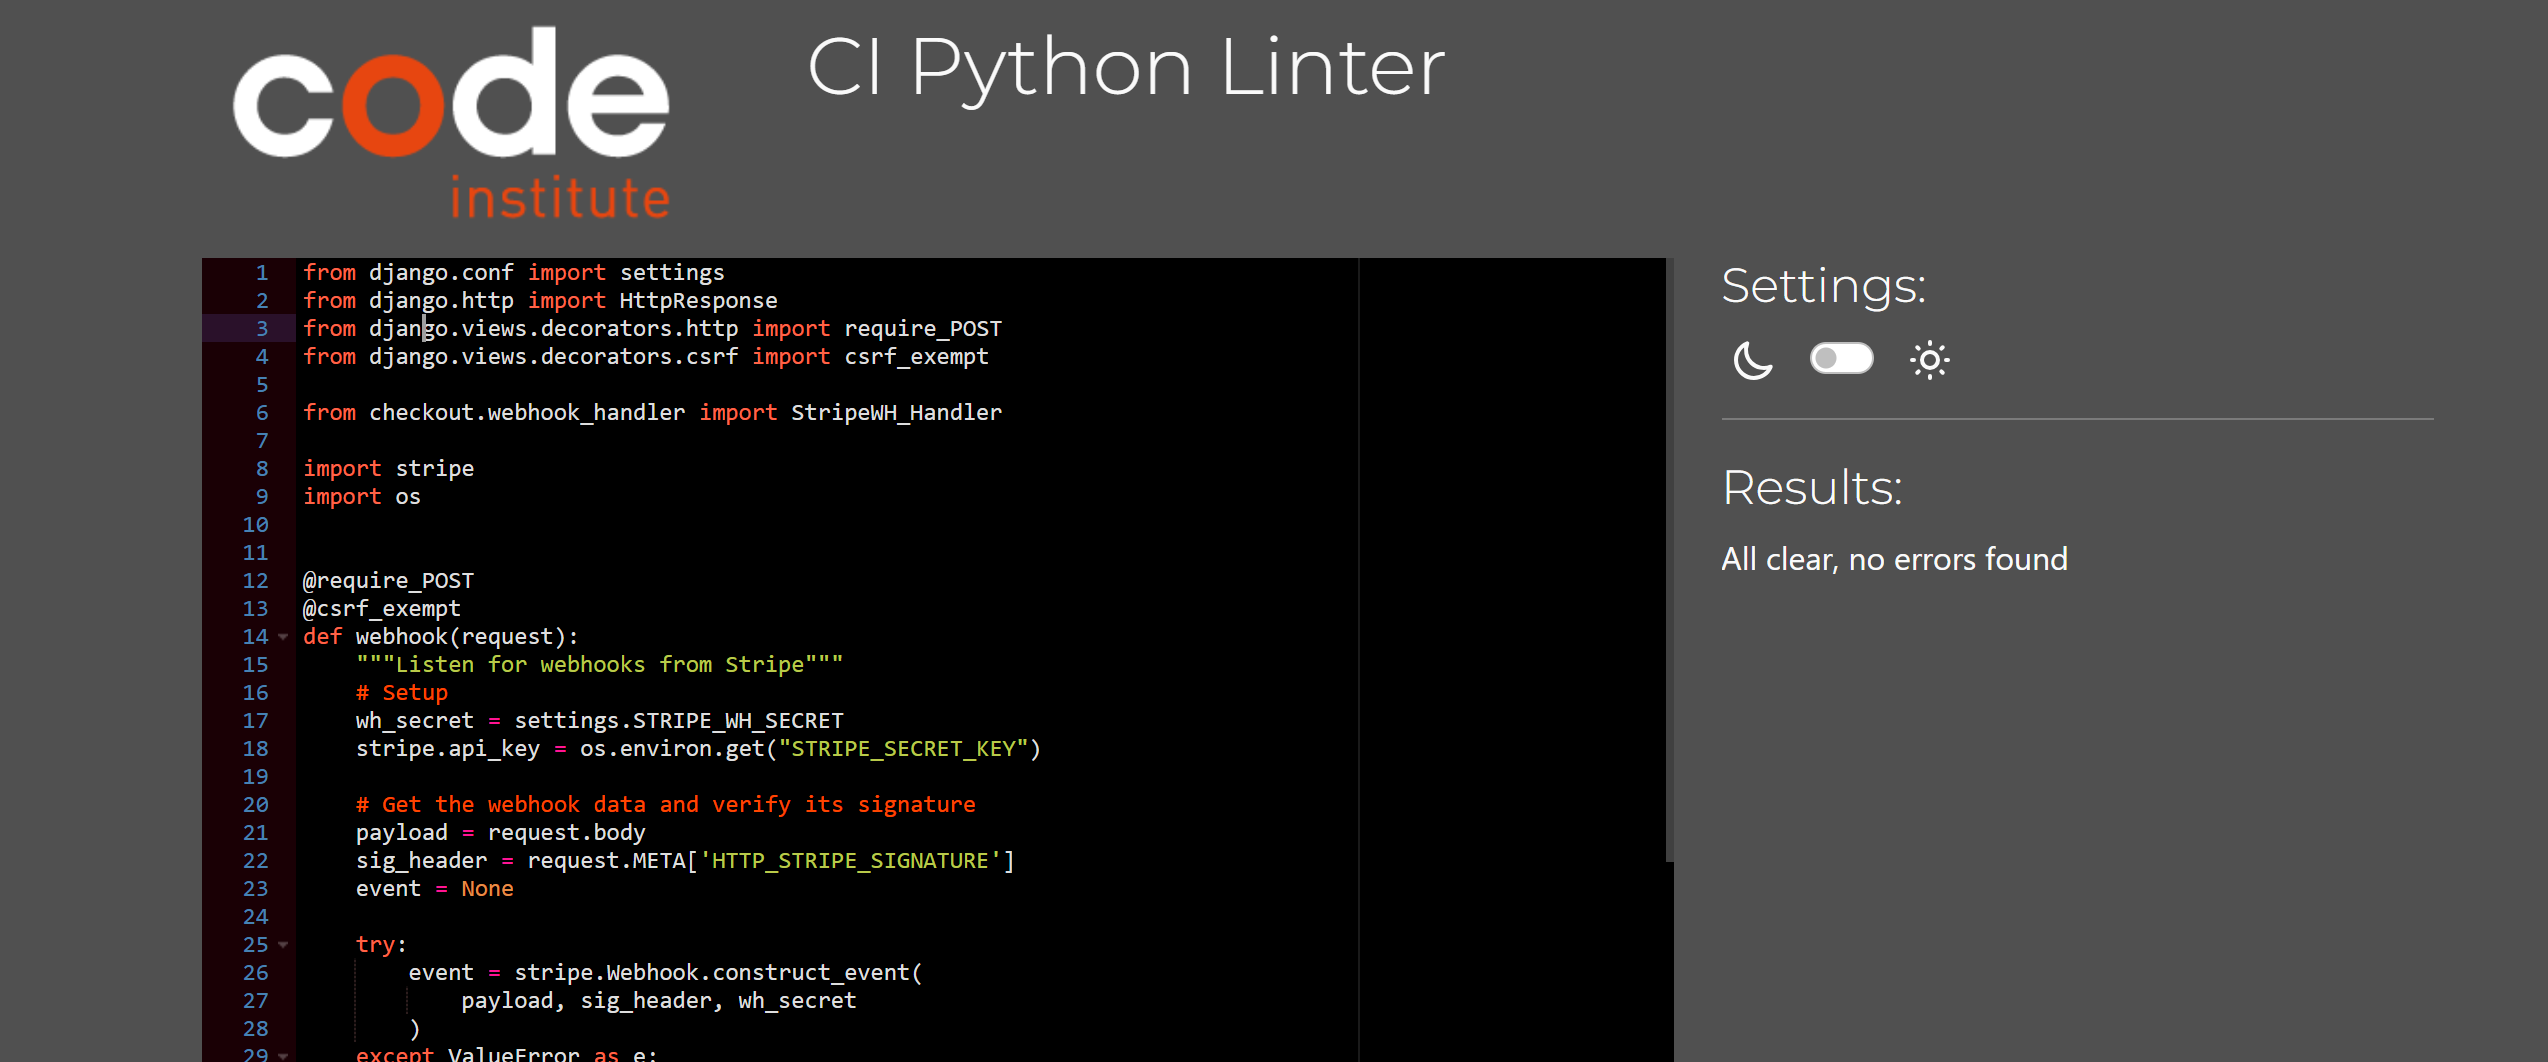 code
institute
CI Python Linter
1 from django.conf import settings
2 from django.http import HttpResponse
3 from django.views.decorators.http import require_POST
4 from django.views.decorators.csrf import csrf_exempt
5
6 from checkout.webhook_handler import StripeWH_Handler
7
8 import stripe
9 import os
10
11
12 @require_POST
13 @csrf_exempt
14 def webhook(request):
15     """Listen for webhooks from Stripe"""
16     # Setup
17     wh_secret = settings.STRIPE_WH_SECRET
18     stripe.api_key = os.environ.get("STRIPE_SECRET_KEY")
19
20     # Get the webhook data and verify its signature
21     payload = request.body
22     sig_header = request.META['HTTP_STRIPE_SIGNATURE']
23     event = None
24
25     try:
26         event = stripe.Webhook.construct_event(
27             payload, sig_header, wh_secret
28         )
29     except ValueError as e:
Settings:
Results:
All clear, no errors found